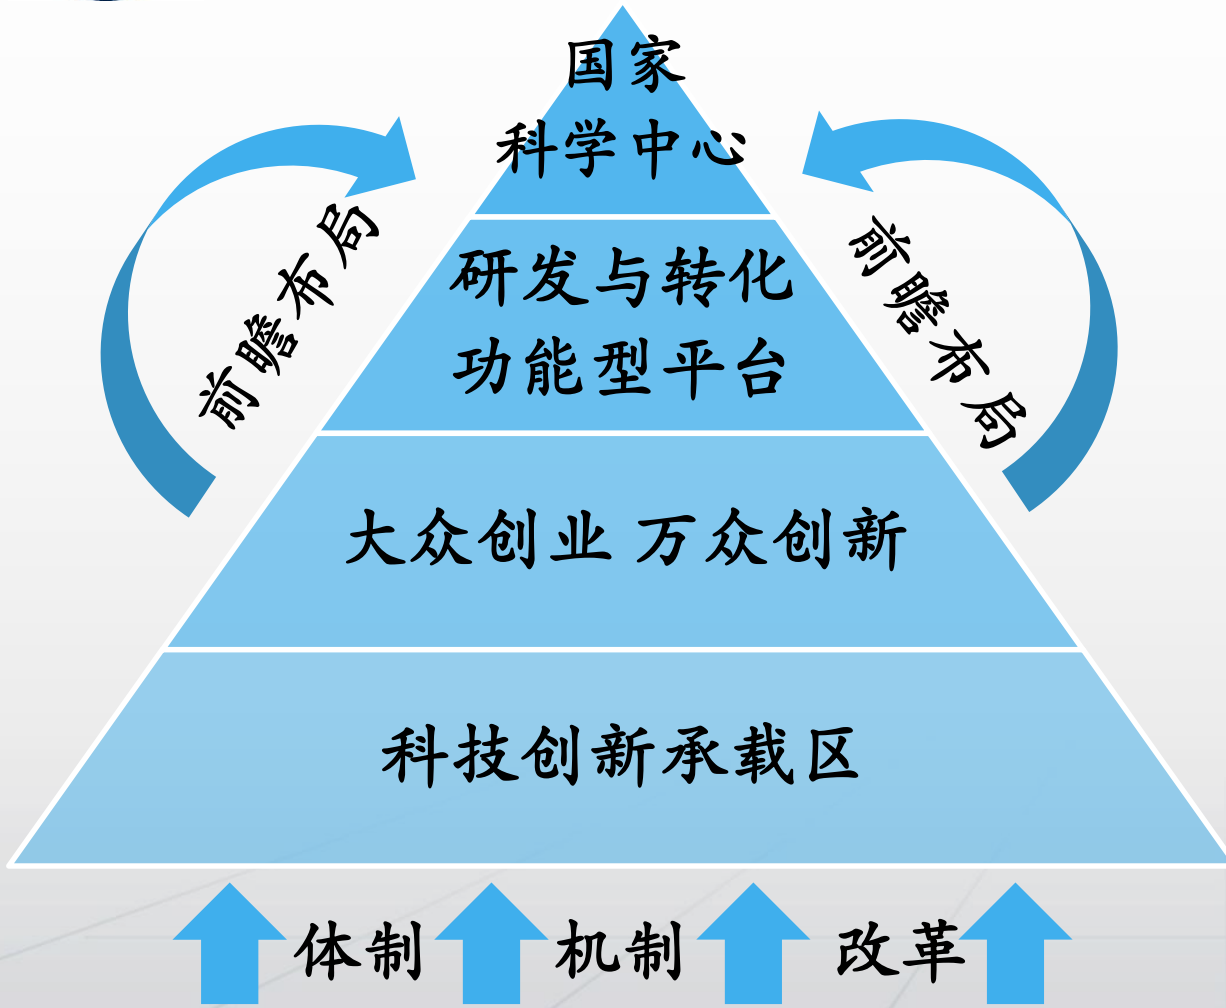 国家
科学中心
前瞻布局
前瞻布局
研发与转化
功能型平台
大众创业 万众创新
科技创新承载区
体制 机制 改革